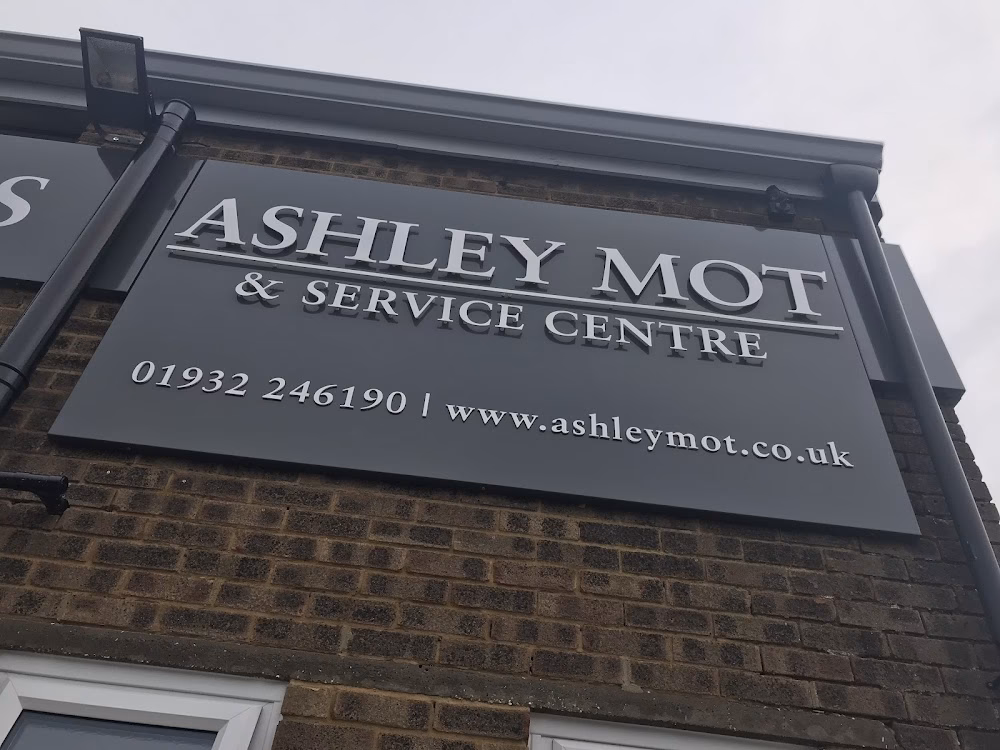 ASHLEY MOT
& SERVICE CENTRE
01932 246190 | www.ashleymot.co.uk